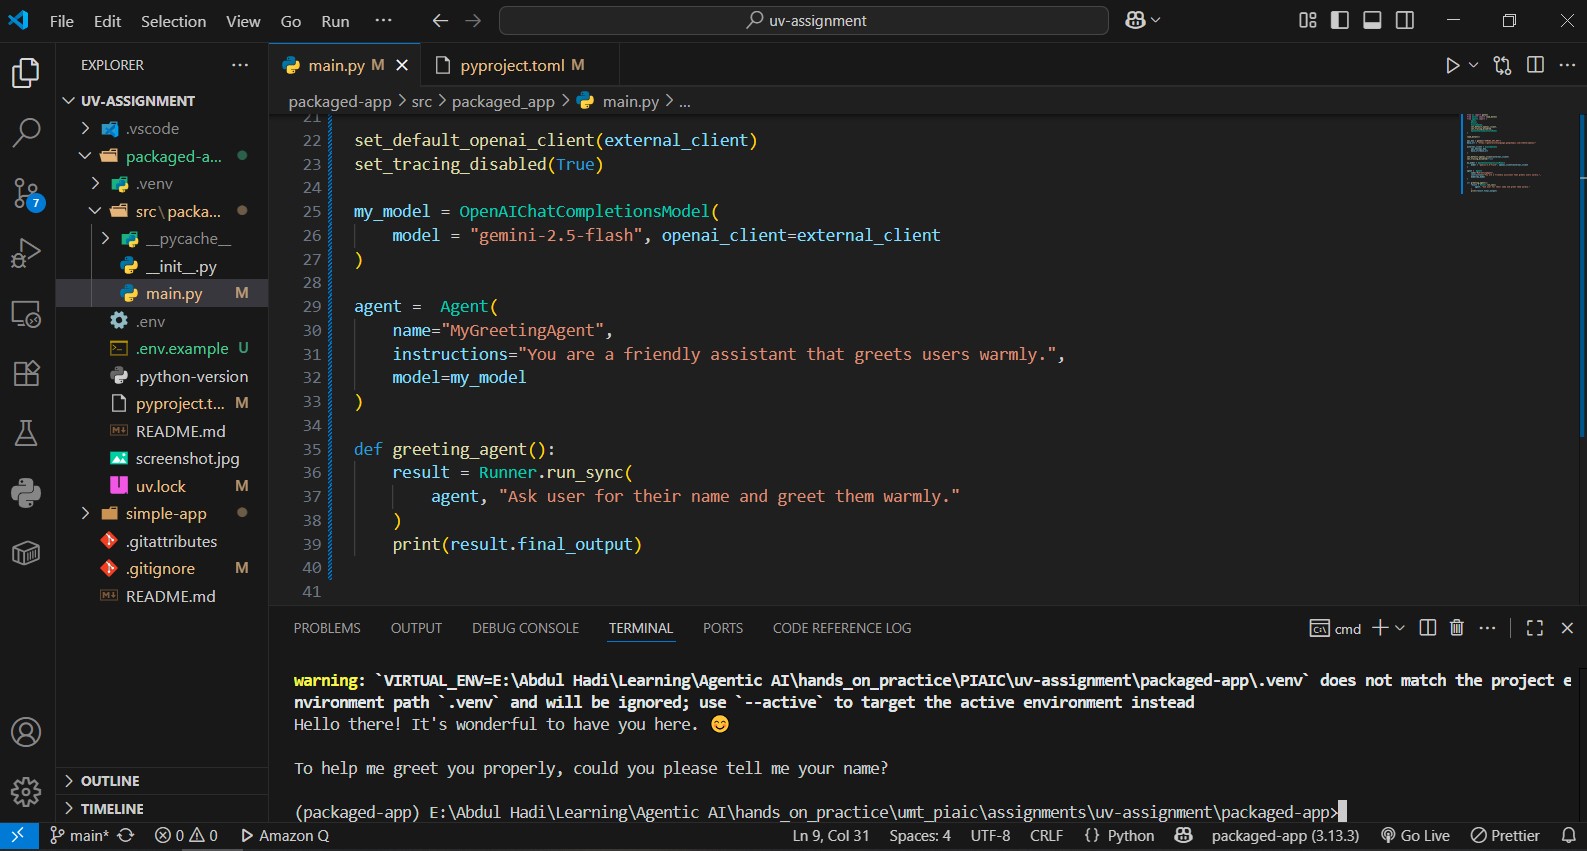 File Edit Selection View Go Run ··· uv-assignment
EXPLORER ···
UV-ASSIGNMENT
.vscode
packaged-a...
.venv
src\packa...
__pycache__
__init__.py
main.py M
.env
.env.example U
.python-version
pyproject.t... M
README.md
screenshot.jpg
uv.lock M
simple-app
.gitattributes
.gitignore M
README.md
OUTLINE
TIMELINE
7
main.py M
pyproject.toml M
packaged-app > src > packaged_app > main.py > ...
21
22 set_default_openai_client(external_client)
23 set_tracing_disabled(True)
24
25 my_model = OpenAIChatCompletionsModel(
26     model = "gemini-2.5-flash", openai_client=external_client
27 )
28
29 agent =  Agent(
30     name="MyGreetingAgent",
31     instructions="You are a friendly assistant that greets users warmly.",
32     model=my_model
33 )
34
35 def greeting_agent():
36     result = Runner.run_sync(
37         agent, "Ask user for their name and greet them warmly."
38     )
39     print(result.final_output)
40
41
PROBLEMS OUTPUT DEBUG CONSOLE TERMINAL PORTS CODE REFERENCE LOG cmd
warning: `VIRTUAL_ENV=E:\Abdul Hadi\Learning\Agentic AI\hands_on_practice\PIAIC\uv-assignment\packaged-app\.venv` does not match the project e
nvironment path `.venv` and will be ignored; use `--active` to target the active environment instead
Hello there! It's wonderful to have you here. 😊
To help me greet you properly, could you please tell me your name?
(packaged-app) E:\Abdul Hadi\Learning\Agentic AI\hands_on_practice\umt_piaic\assignments\uv-assignment\packaged-app>
main* 0 0 Amazon Q Ln 9, Col 31 Spaces: 4 UTF-8 CRLF {} Python packaged-app (3.13.3) Go Live Prettier